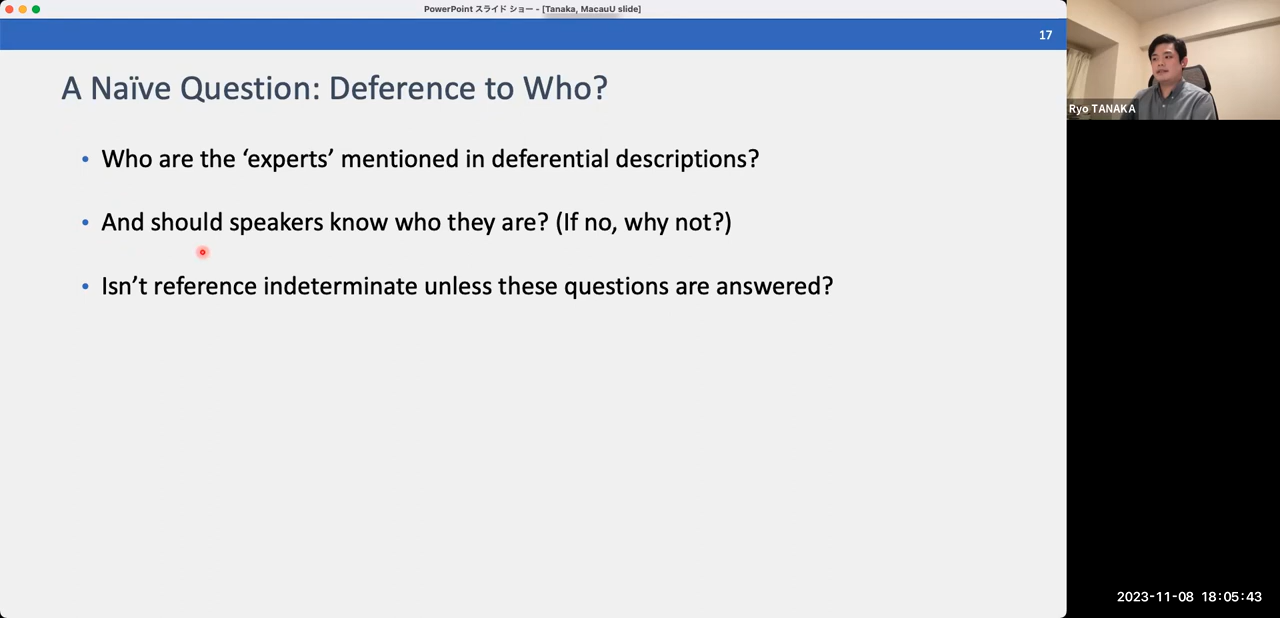 PowerPoint スライド ショー - [Tanaka, MacauU slide]
17
A Naïve Question: Deference to Who?
• Who are the ‘experts’ mentioned in deferential descriptions?
• And should speakers know who they are? (If no, why not?)
• Isn’t reference indeterminate unless these questions are answered?
Ryo TANAKA
2023-11-08 18:05:43